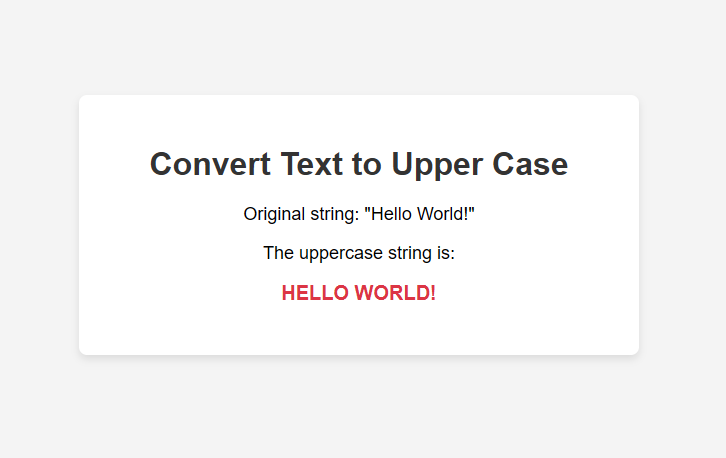 Convert Text to Upper Case
Original string: "Hello World!"
The uppercase string is:
HELLO WORLD!